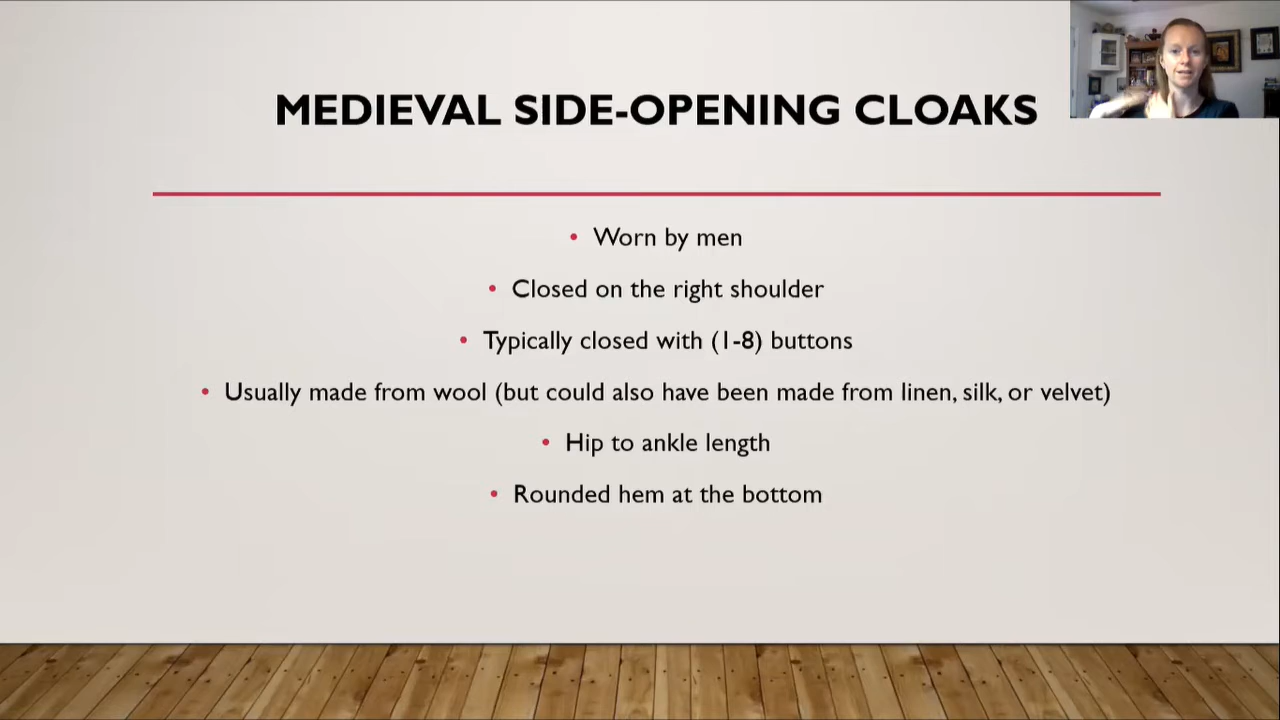 MEDIEVAL SIDE-OPENING CLOAKS
• Worn by men
• Closed on the right shoulder
• Typically closed with (1-8) buttons
• Usually made from wool (but could also have been made from linen, silk, or velvet)
• Hip to ankle length
• Rounded hem at the bottom